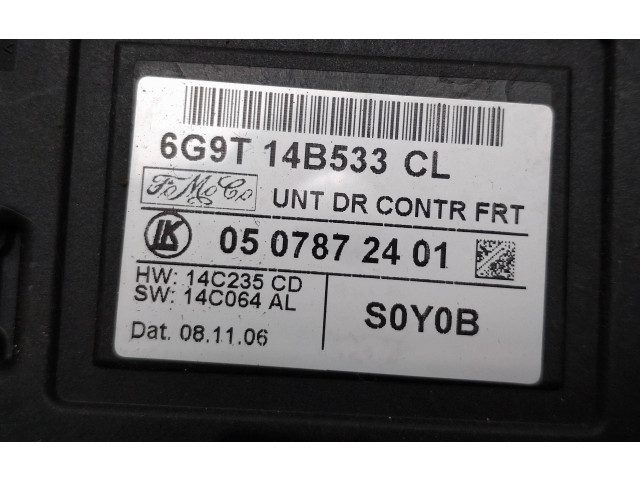 6G9T 14B533 CL
FoMoCo
UNT DR CONTR FRT
LK
05 0787 24 01
HW: 14C235 CD
SW: 14C064 AL
S0Y0B
Dat. 08.11.06